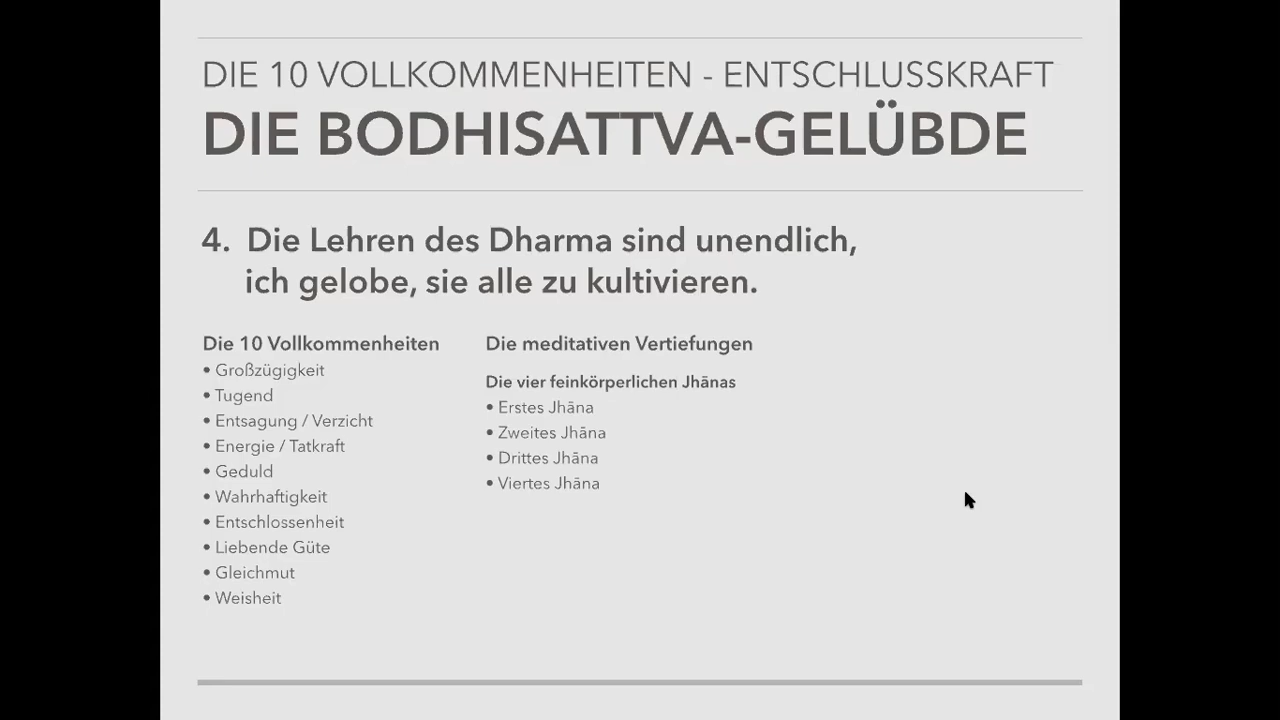 DIE 10 VOLLKOMMENHEITEN - ENTSCHLUSSKRAFT
DIE BODHISATTVA-GELÜBDE
4. Die Lehren des Dharma sind unendlich,
ich gelobe, sie alle zu kultivieren.
Die 10 Vollkommenheiten
• Großzügigkeit
• Tugend
• Entsagung / Verzicht
• Energie / Tatkraft
• Geduld
• Wahrhaftigkeit
• Entschlossenheit
• Liebende Güte
• Gleichmut
• Weisheit
Die meditativen Vertiefungen
Die vier feinkörperlichen Jhānas
• Erstes Jhāna
• Zweites Jhāna
• Drittes Jhāna
• Viertes Jhāna